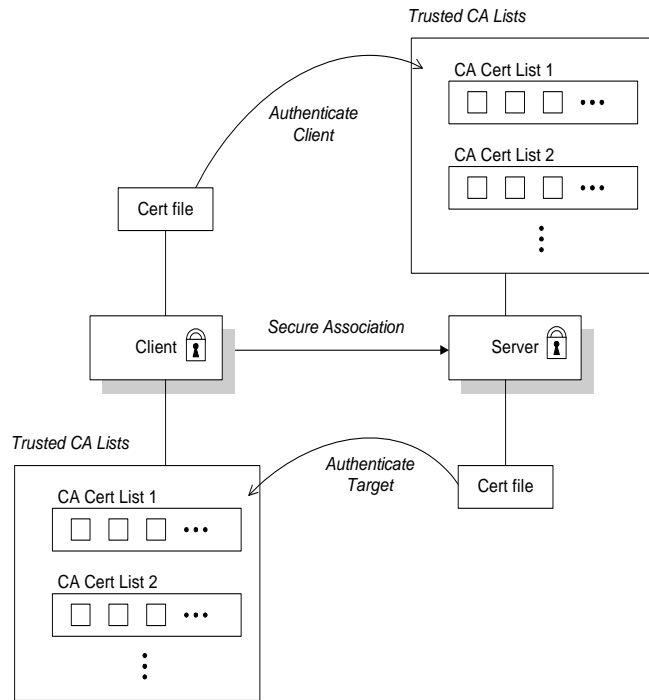 Trusted CA Lists
CA Cert List 1
•••
Authenticate
Client
CA Cert List 2
•••
Cert file
Client
Secure Association
Server
Trusted CA Lists
Authenticate
Target
Cert file
CA Cert List 1
•••
CA Cert List 2
•••